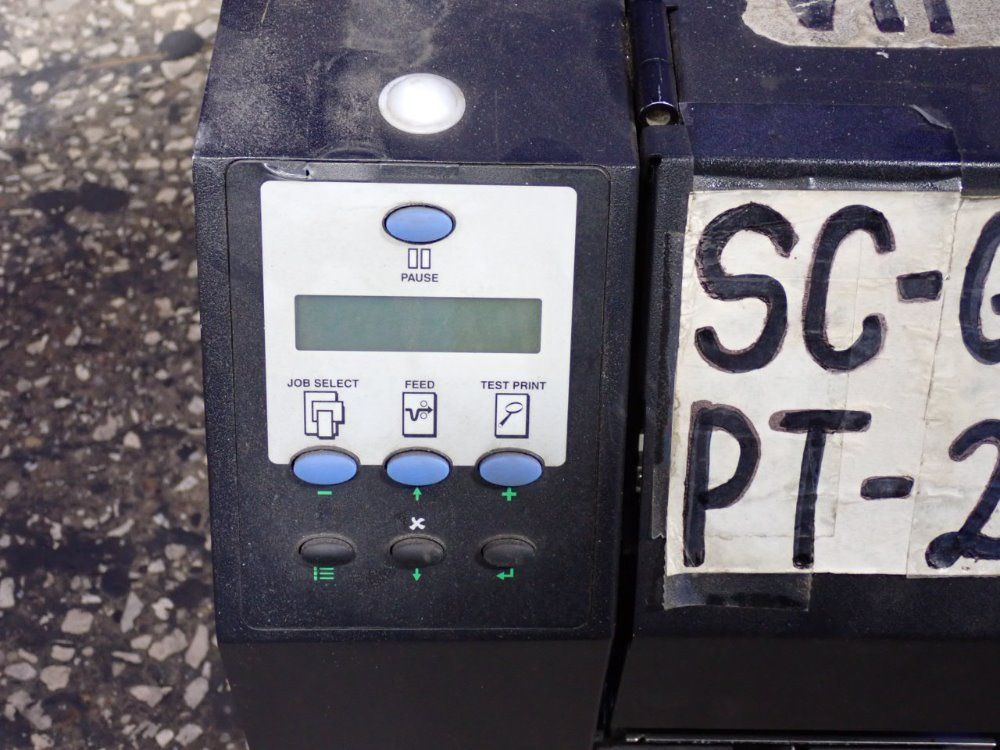 PAUSE
JOB SELECT FEED TEST PRINT
SC-
PT-2